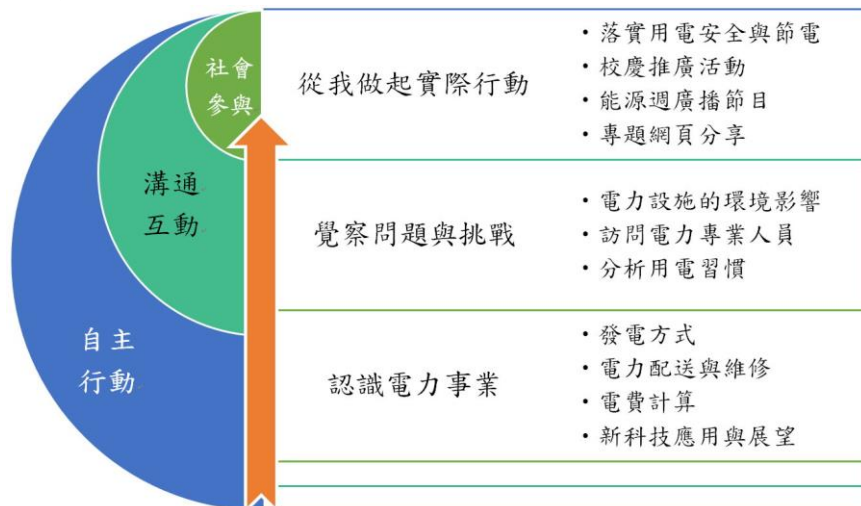 社會
參與
從我做起實際行動
・落實用電安全與節電
・校慶推廣活動
・能源週廣播節目
・專題網頁分享
溝通
互動
覺察問題與挑戰
・電力設施的環境影響
・訪問電力專業人員
・分析用電習慣
自主
行動
認識電力事業
・發電方式
・電力配送與維修
・電費計算
・新科技應用與展望